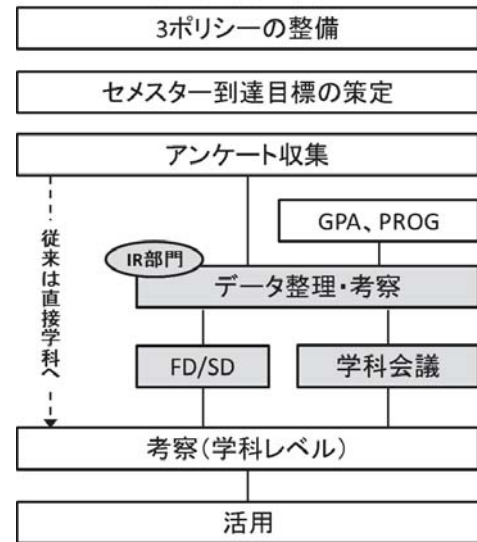 3ポリシーの整備
セメスター到達目標の策定
アンケート収集
GPA、PROG
従来は直接学科へ
IR部門
データ整理・考察
FD/SD
学科会議
考察(学科レベル)
活用